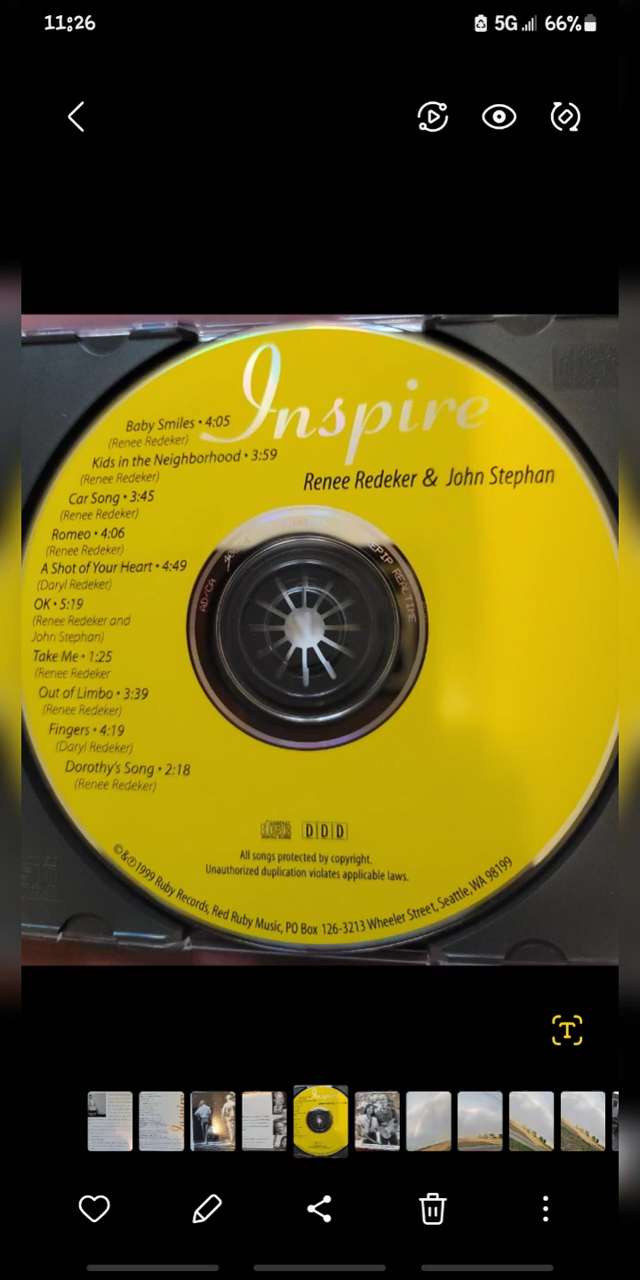 11:26
5G 66%
Inspire
Renee Redeker & John Stephan
Baby Smiles • 4:05
(Renee Redeker)
Kids in the Neighborhood • 3:59
(Renee Redeker)
Car Song • 3:45
(Renee Redeker)
Romeo • 4:06
(Renee Redeker)
A Shot of Your Heart • 4:49
(Daryl Redeker)
OK • 5:19
(Renee Redeker and
John Stephan)
Take Me • 1:25
(Renee Redeker
Out of Limbo • 3:39
(Renee Redeker)
Fingers • 4:19
(Daryl Redeker)
Dorothy's Song • 2:18
(Renee Redeker)
DDD
All songs protected by copyright.
Unauthorized duplication violates applicable laws.
©&℗1999 Ruby Records, Red Ruby Music, PO Box 126-3213 Wheeler Street, Seattle, WA 98199
T